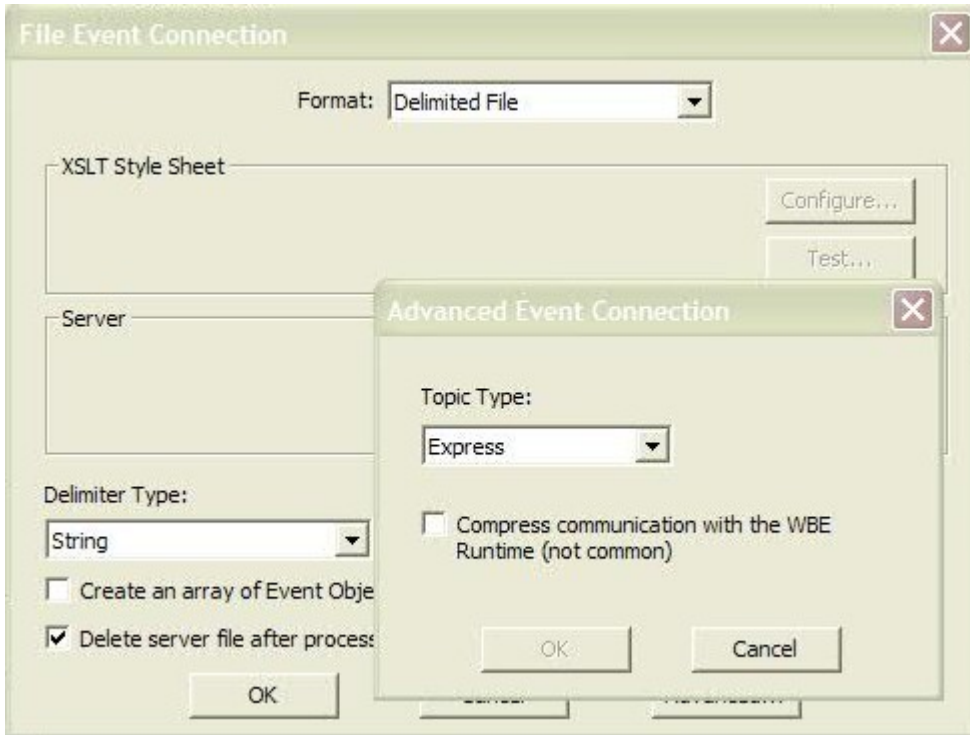 File Event Connection
Format: Delimited File
XSLT Style Sheet
Configure...
Test...
Server
Advanced Event Connection
Topic Type:
Express
Compress communication with the WBE
Runtime (not common)
OK Cancel
Delimiter Type:
String
Create an array of Event Obje
Delete server file after process
OK